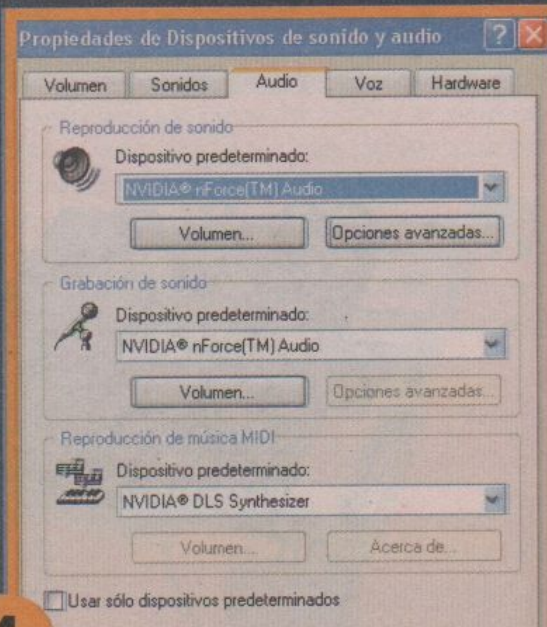 Propiedades de Dispositivos de sonido y audio
Volumen Sonidos Audio Voz Hardware
Reproducción de sonido
Dispositivo predeterminado:
NVIDIA® nForce(TM) Audio
Volumen... Opciones avanzadas...
Grabación de sonido
Dispositivo predeterminado:
NVIDIA® nForce(TM) Audio
Volumen... Opciones avanzadas...
Reproducción de música MIDI
Dispositivo predeterminado:
NVIDIA® DLS Synthesizer
Volumen... Acerca de...
Usar sólo dispositivos predeterminados